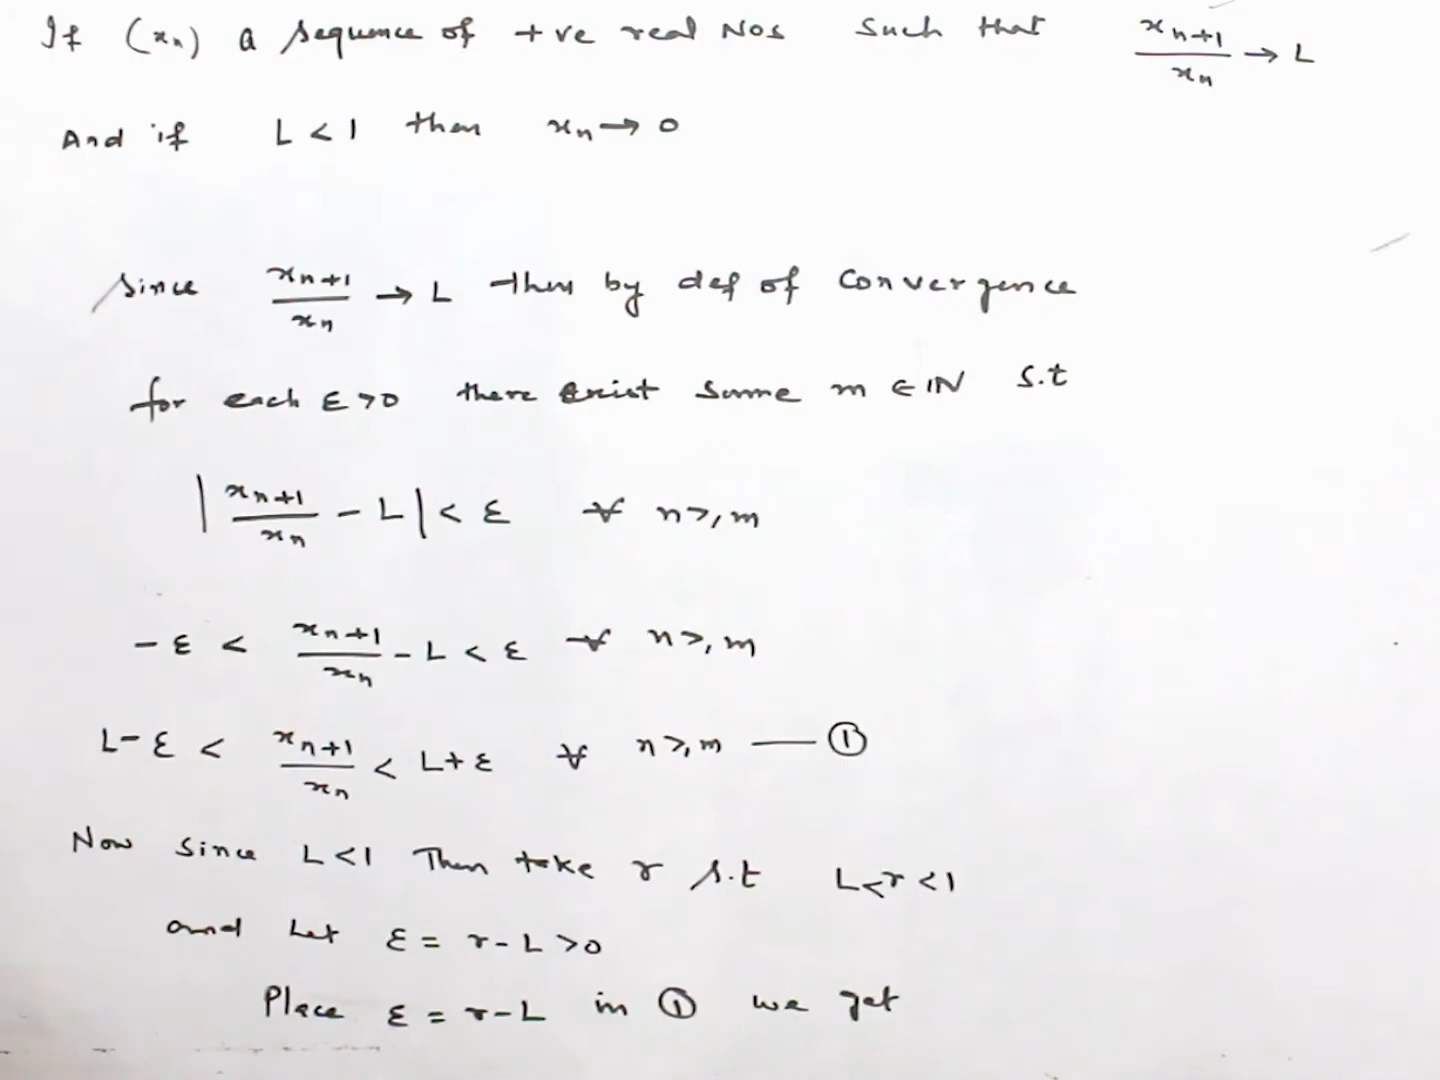 If (xₙ) a sequence of +ve real Nos such that xₙ₊₁/xₙ → L
And if L < 1 then xₙ → 0
Since xₙ₊₁/xₙ → L then by def of convergence
for each ε > 0 there exist some m ∈ ℕ s.t
|xₙ₊₁/xₙ - L| < ε ∀ n ≥ m
-ε < xₙ₊₁/xₙ - L < ε ∀ n ≥ m
L - ε < xₙ₊₁/xₙ < L + ε ∀ n ≥ m —— ①
Now since L < 1 Then take r s.t L < r < 1
and Let ε = r - L > 0
Place ε = r - L in ① we get